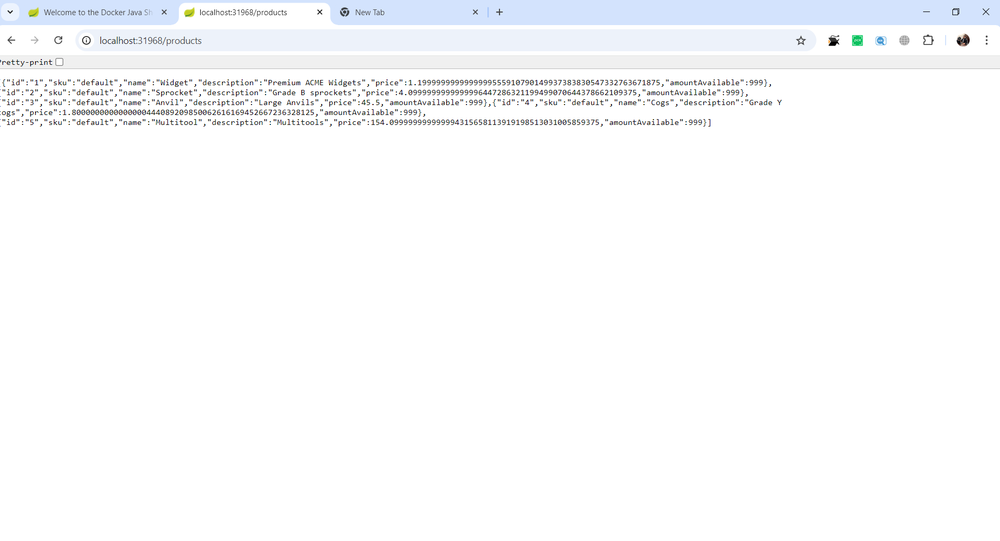 Welcome to the Docker Java Sh
localhost:31968/products
New Tab
localhost:31968/products
Pretty-print
{"id":"1","sku":"default","name":"Widget","description":"Premium ACME Widgets","price":1.1999999999999999555910790149937383830547332763671875,"amountAvailable":999},
"id":"2","sku":"default","name":"Sprocket","description":"Grade B sprockets","price":4.0999999999999996447286321199499070644378662109375,"amountAvailable":999},
"id":"3","sku":"default","name":"Anvil","description":"Large Anvils","price":45.5,"amountAvailable":999},{"id":"4","sku":"default","name":"Cogs","description":"Grade Y
cogs","price":1.8000000000000000444089209850062616169452667236328125,"amountAvailable":999},
"id":"5","sku":"default","name":"Multitool","description":"Multitools","price":154.099999999999994315658113919198513031005859375,"amountAvailable":999}]